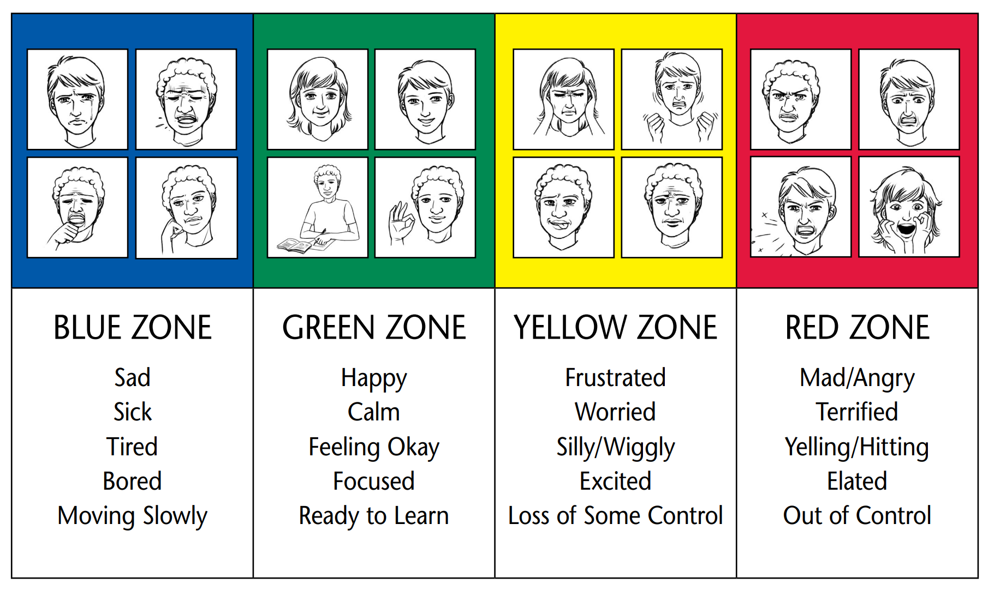 BLUE ZONE
Sad
Sick
Tired
Bored
Moving Slowly
GREEN ZONE
Happy
Calm
Feeling Okay
Focused
Ready to Learn
YELLOW ZONE
Frustrated
Worried
Silly/Wiggly
Excited
Loss of Some Control
RED ZONE
Mad/Angry
Terrified
Yelling/Hitting
Elated
Out of Control